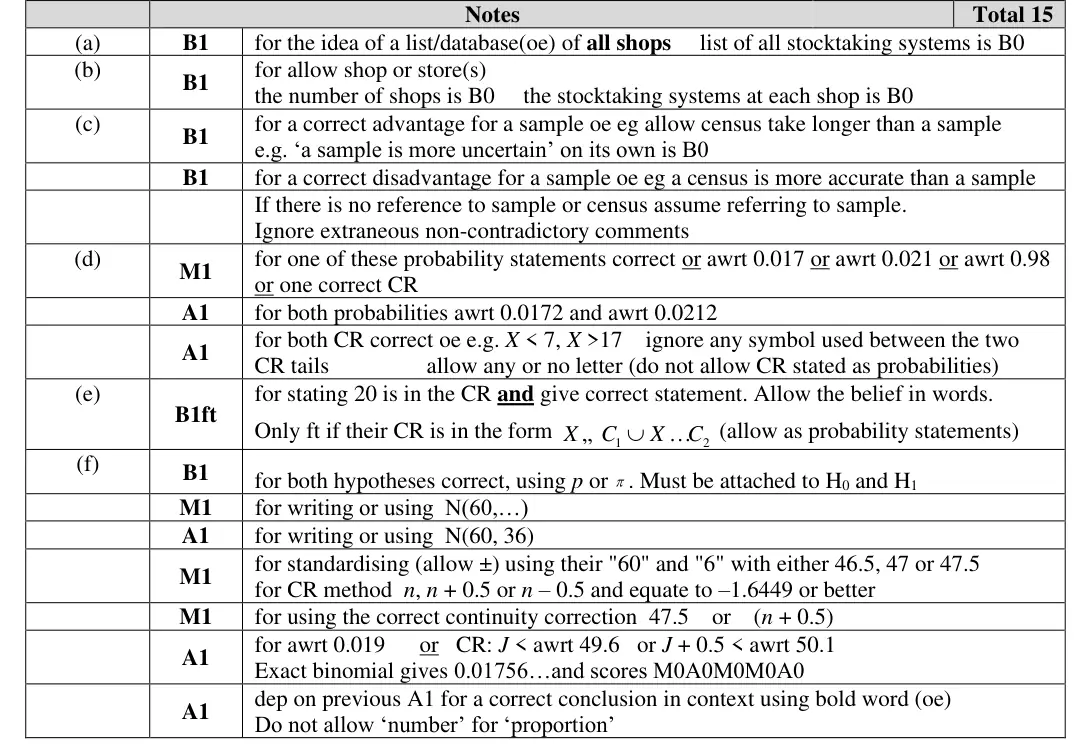 Notes Total 15
(a) B1 for the idea of a list/database(oe) of all shops list of all stocktaking systems is B0
(b) B1 for allow shop or store(s)
the number of shops is B0 the stocktaking systems at each shop is B0
(c) B1 for a correct advantage for a sample oe eg allow census take longer than a sample
e.g. ‘a sample is more uncertain’ on its own is B0
B1 for a correct disadvantage for a sample oe eg a census is more accurate than a sample
If there is no reference to sample or census assume referring to sample.
Ignore extraneous non-contradictory comments
(d) M1 for one of these probability statements correct or awrt 0.017 or awrt 0.021 or awrt 0.98
or one correct CR
A1 for both probabilities awrt 0.0172 and awrt 0.0212
A1 for both CR correct oe e.g. X < 7, X >17 ignore any symbol used between the two
CR tails allow any or no letter (do not allow CR stated as probabilities)
(e) B1ft for stating 20 is in the CR and give correct statement. Allow the belief in words.
Only ft if their CR is in the form X ,, C₁ ∪ X …C₂ (allow as probability statements)
(f) B1 for both hypotheses correct, using p or π. Must be attached to H₀ and H₁
M1 for writing or using N(60,…)
A1 for writing or using N(60, 36)
M1 for standardising (allow ±) using their "60" and "6" with either 46.5, 47 or 47.5
for CR method n, n + 0.5 or n – 0.5 and equate to –1.6449 or better
M1 for using the correct continuity correction 47.5 or (n + 0.5)
A1 for awrt 0.019 or CR: J < awrt 49.6 or J + 0.5 < awrt 50.1
Exact binomial gives 0.01756…and scores M0A0M0M0A0
A1 dep on previous A1 for a correct conclusion in context using bold word (oe)
Do not allow ‘number’ for ‘proportion’